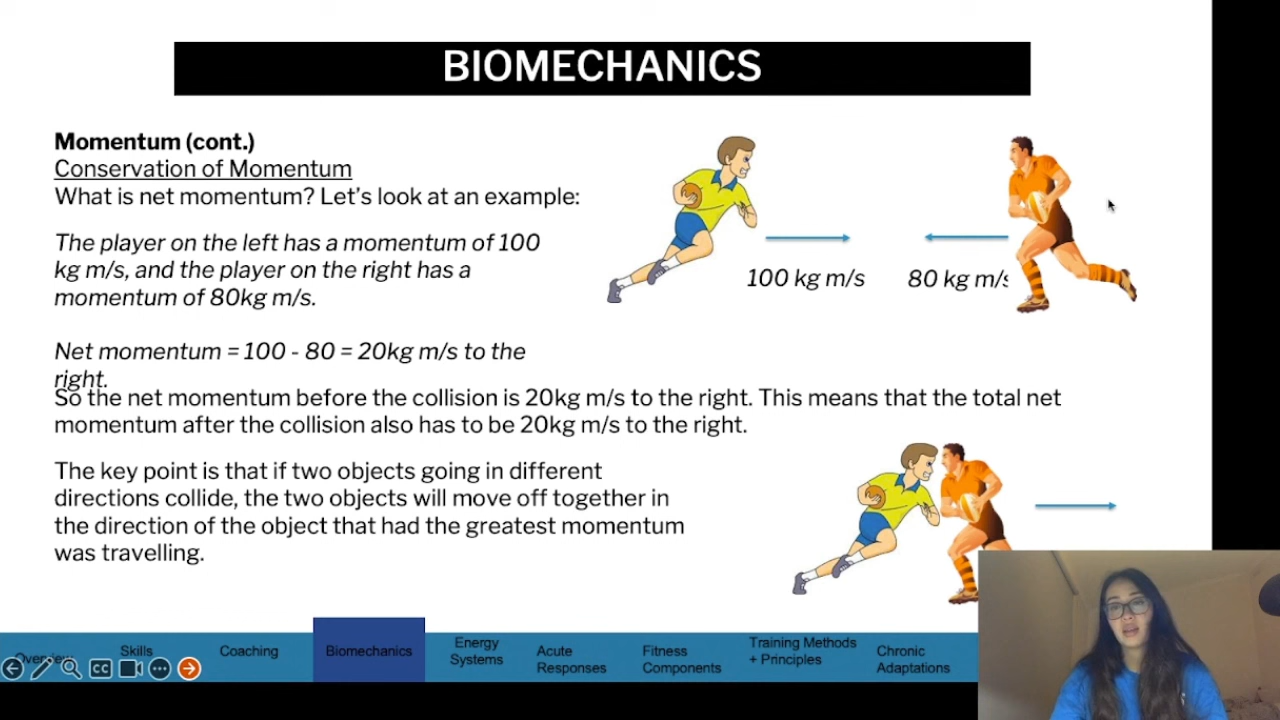 BIOMECHANICS
Momentum (cont.)
Conservation of Momentum
What is net momentum? Let's look at an example:
The player on the left has a momentum of 100
kg m/s, and the player on the right has a
momentum of 80kg m/s.
100 kg m/s
80 kg m/s
Net momentum = 100 - 80 = 20kg m/s to the
right.
So the net momentum before the collision is 20kg m/s to the right. This means that the total net
momentum after the collision also has to be 20kg m/s to the right.
The key point is that if two objects going in different
directions collide, the two objects will move off together in
the direction of the object that had the greatest momentum
was travelling.
Overview
Skills
Coaching
Biomechanics
Energy
Systems
Acute
Responses
Fitness
Components
Training Methods
+ Principles
Chronic
Adaptations
CC